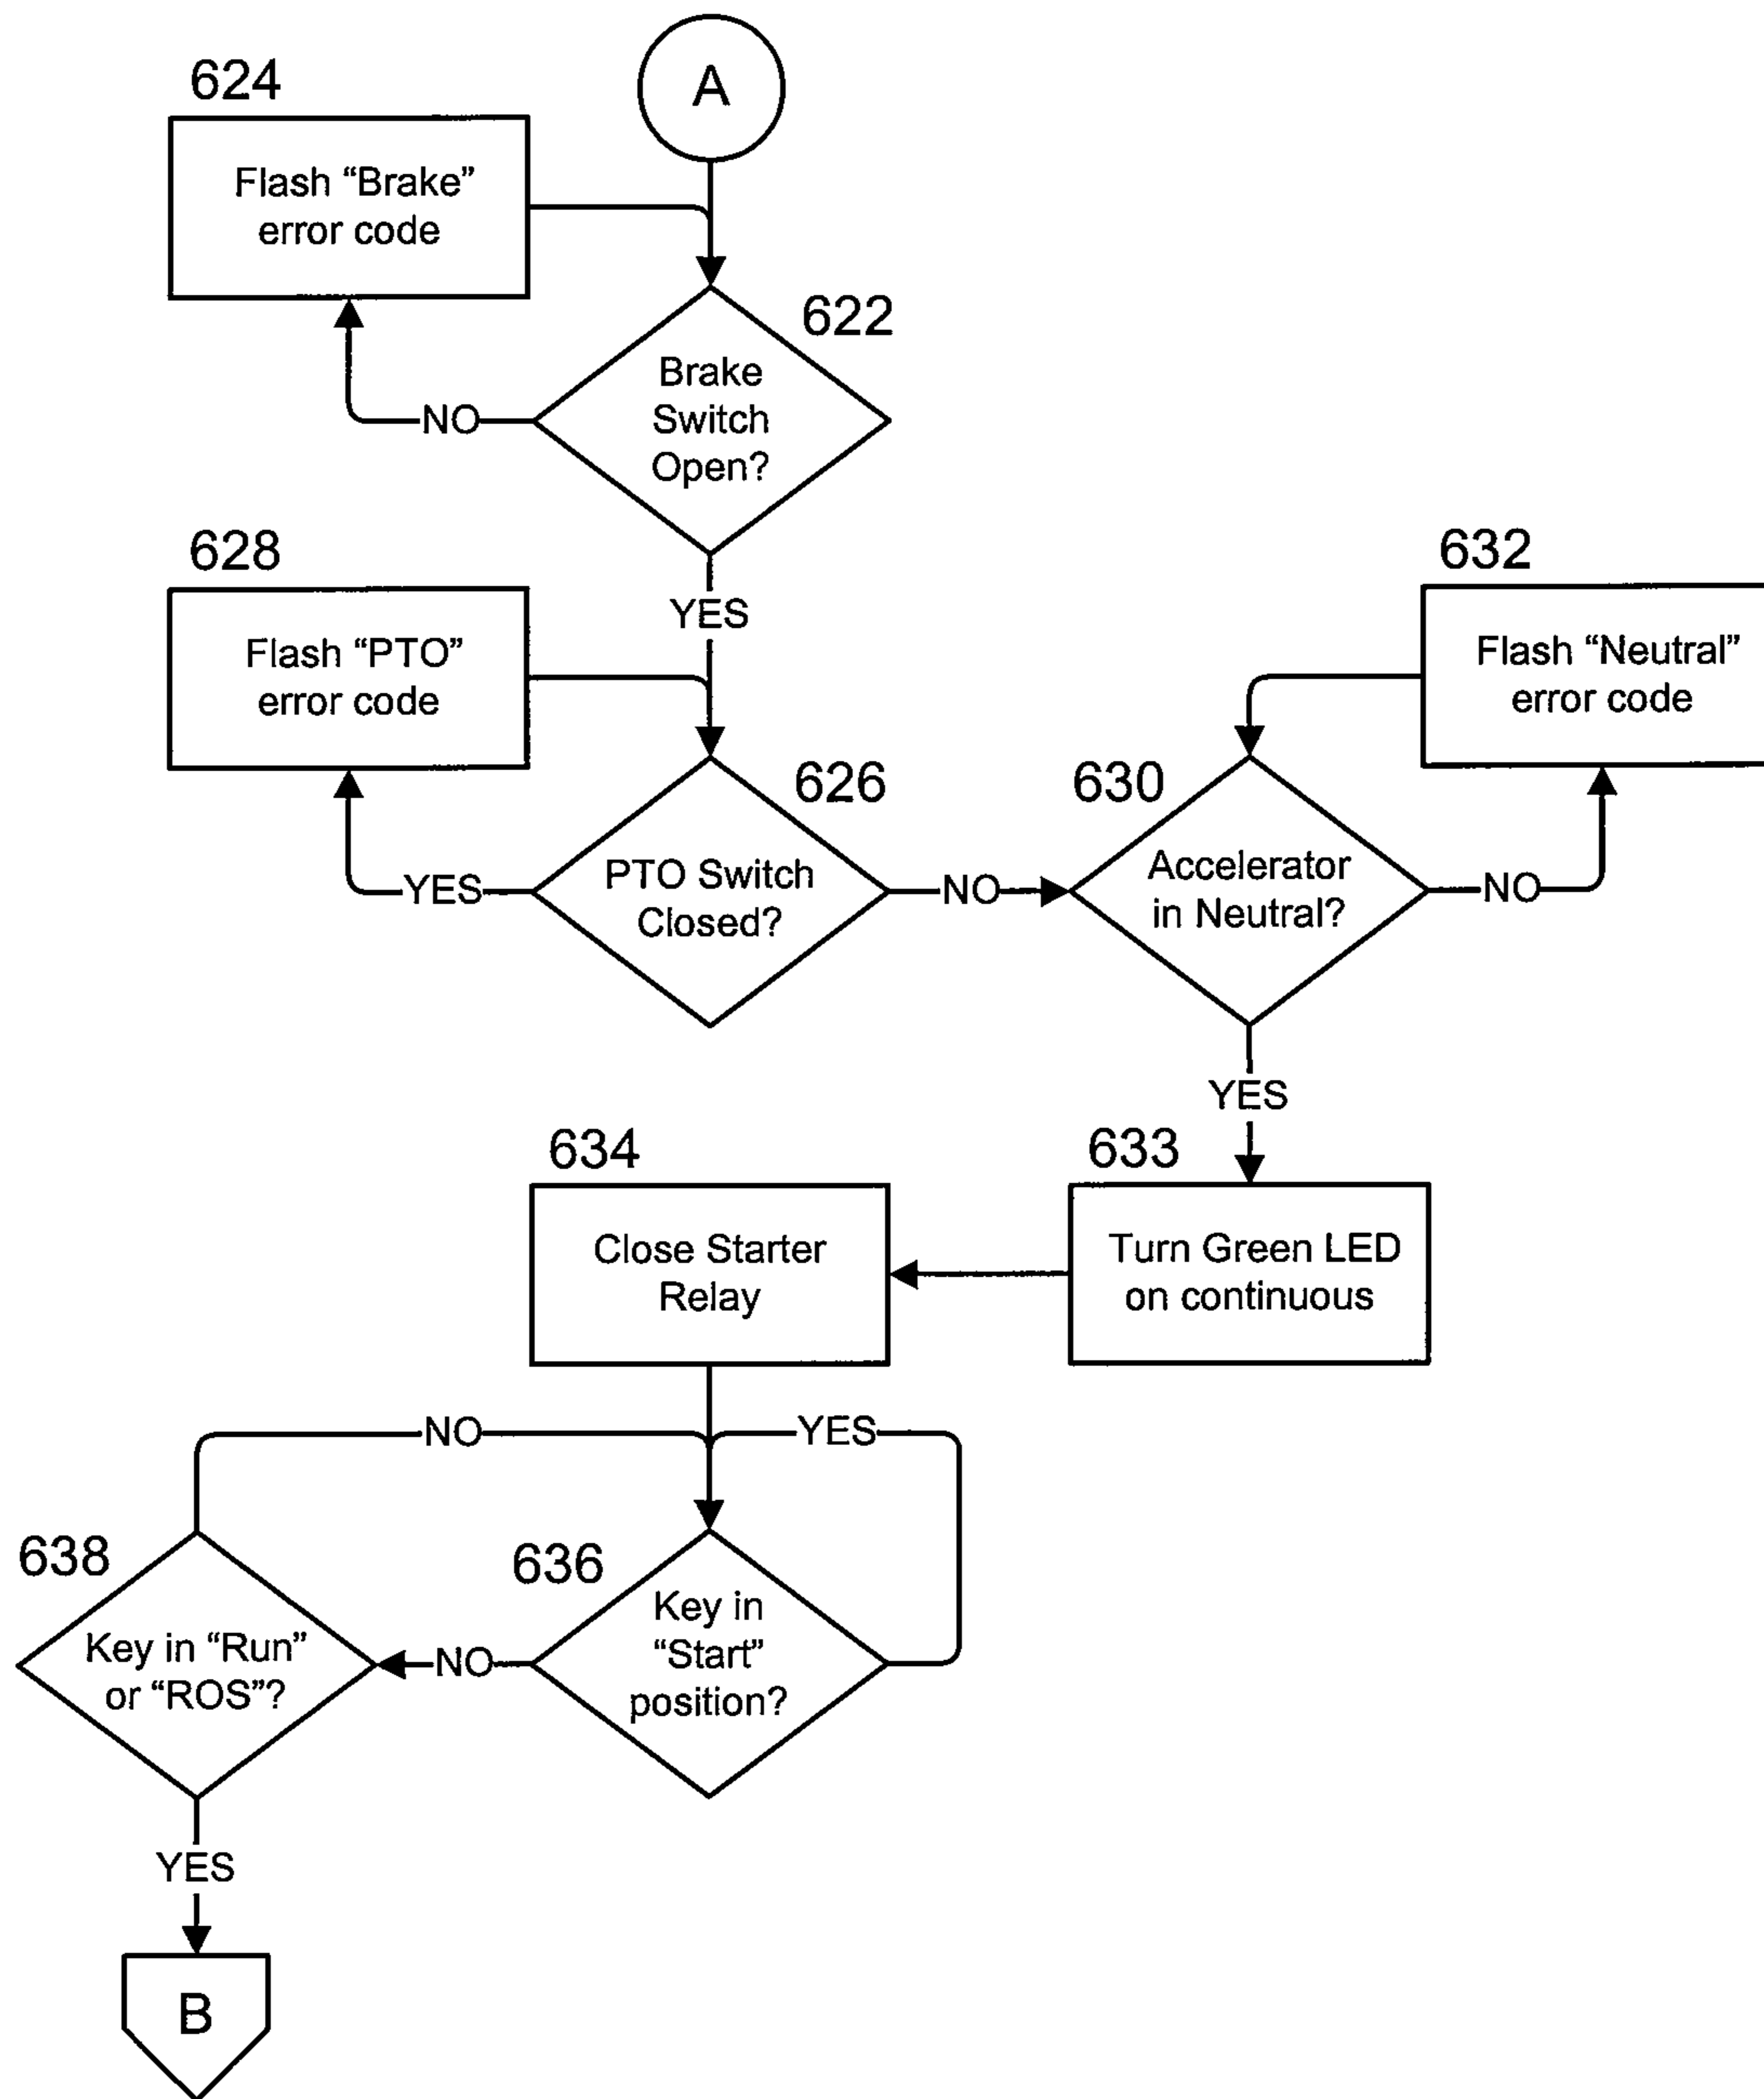 A
624
Flash “Brake”
error code
622
Brake
Switch
Open?
NO
YES
628
Flash “PTO”
error code
626
PTO Switch
Closed?
YES
NO
630
Accelerator
in Neutral?
NO
632
Flash “Neutral”
error code
YES
633
Turn Green LED
on continuous
634
Close Starter
Relay
NO
YES
636
Key in
“Start”
position?
NO
638
Key in “Run”
or “ROS”?
YES
B